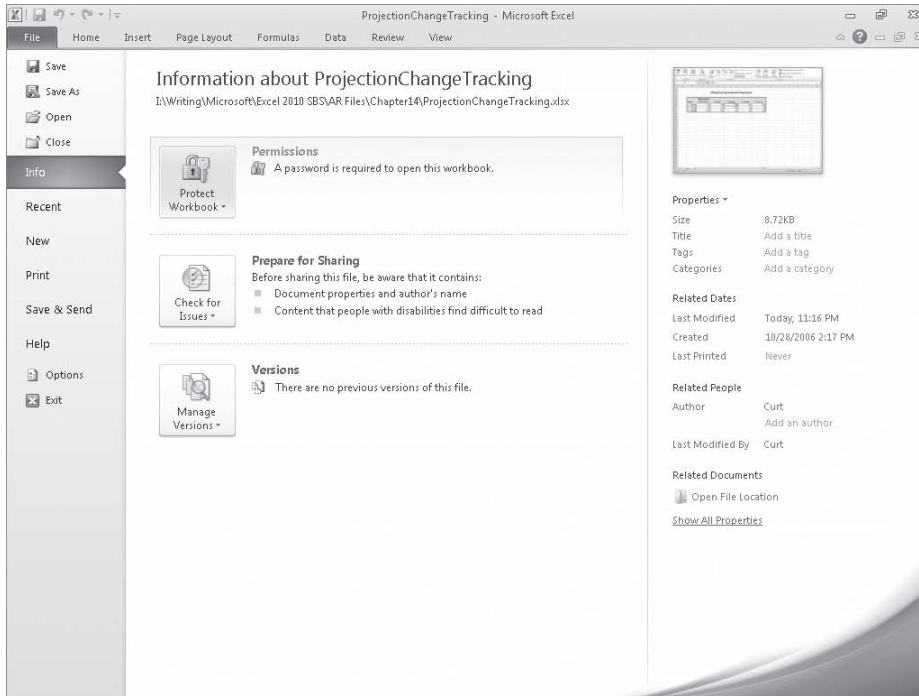 ProjectionChangeTracking - Microsoft Excel
File Home Insert Page Layout Formulas Data Review View
Save
Save As
Open
Close
Info
Recent
New
Print
Save & Send
Help
Options
Exit
Information about ProjectionChangeTracking
I:\Writing\Microsoft\Excel 2010 SBS\AR Files\Chapter14\ProjectionChangeTracking.xlsx
Protect
Workbook
Permissions
A password is required to open this workbook.
Check for
Issues
Prepare for Sharing
Before sharing this file, be aware that it contains:
Document properties and author's name
Content that people with disabilities find difficult to read
Manage
Versions
Versions
There are no previous versions of this file.
Properties
Size 8.72KB
Title Add a title
Tags Add a tag
Categories Add a category
Related Dates
Last Modified Today, 11:16 PM
Created 10/28/2006 2:17 PM
Last Printed Never
Related People
Author Curt
Add an author
Last Modified By Curt
Related Documents
Open File Location
Show All Properties